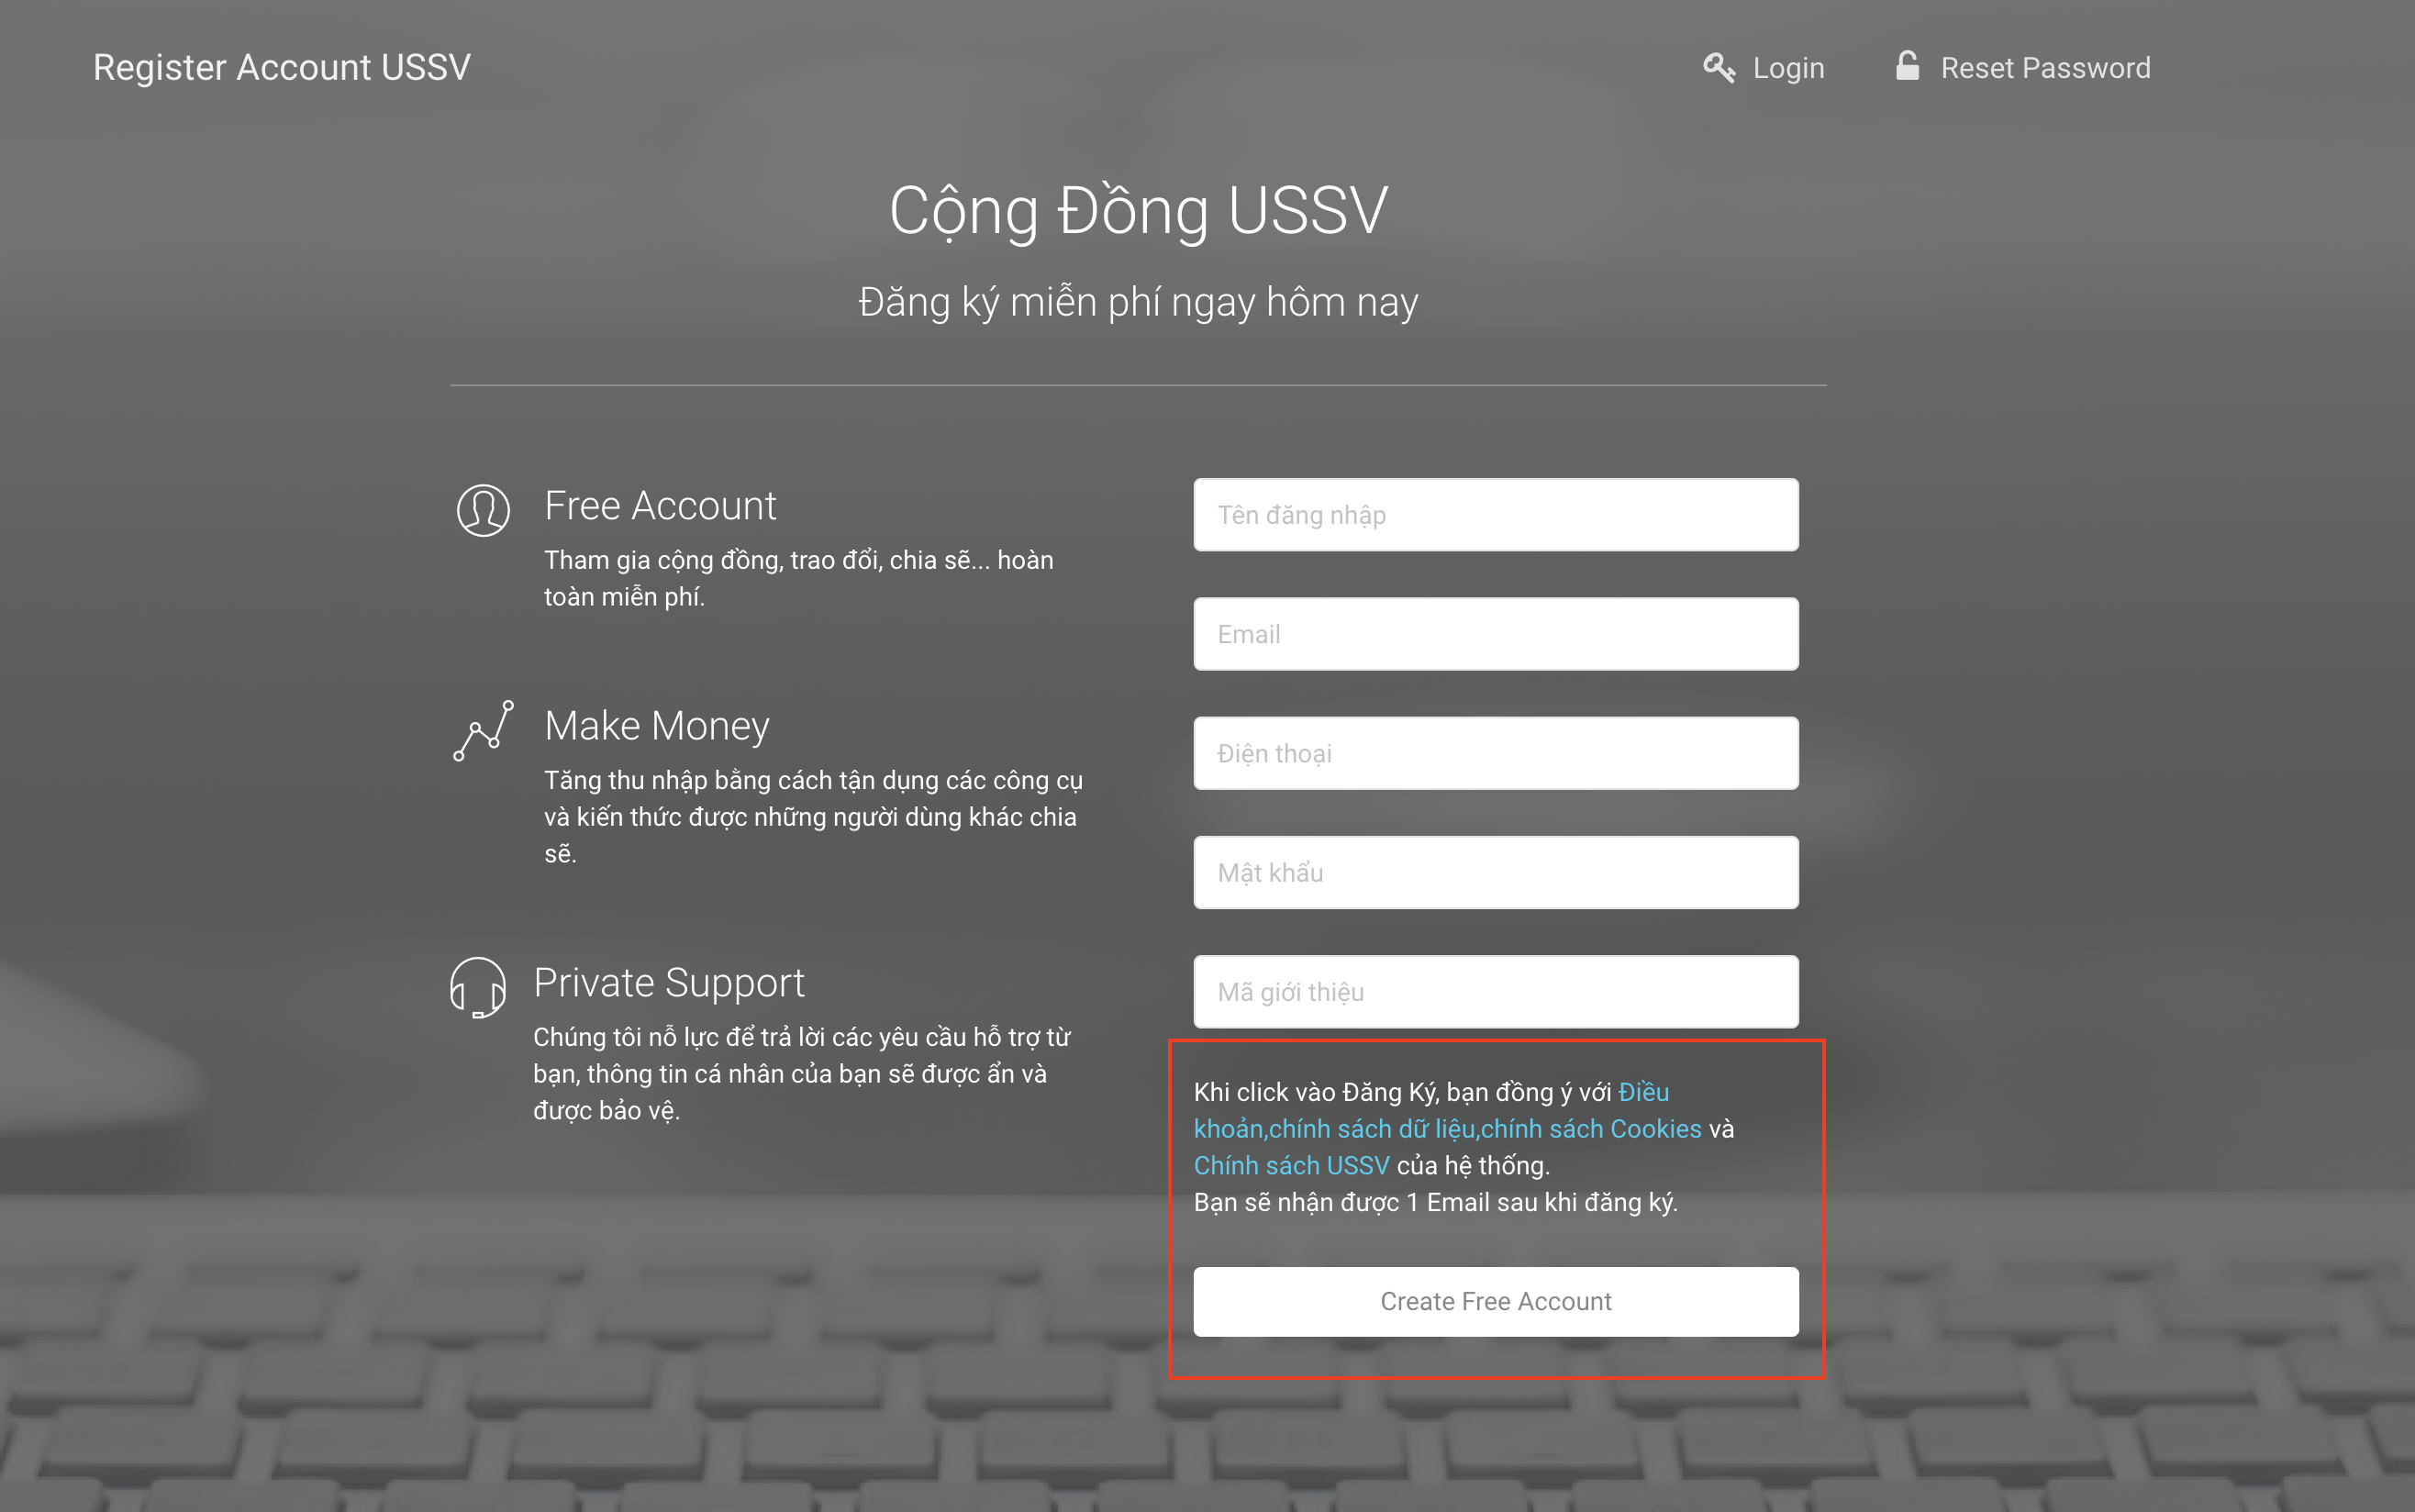 Register Account USSV
Login
Reset Password
Cộng Đồng USSV
Đăng ký miễn phí ngay hôm nay
Free Account
Tham gia cộng đồng, trao đổi, chia sẽ... hoàn
toàn miễn phí.
Make Money
Tăng thu nhập bằng cách tận dụng các công cụ
và kiến thức được những người dùng khác chia
sẽ.
Private Support
Chúng tôi nỗ lực để trả lời các yêu cầu hỗ trợ từ
bạn, thông tin cá nhân của bạn sẽ được ẩn và
được bảo vệ.
Tên đăng nhập
Email
Điện thoại
Mật khẩu
Mã giới thiệu
Khi click vào Đăng Ký, bạn đồng ý với Điều
khoản,chính sách dữ liệu,chính sách Cookies và
Chính sách USSV của hệ thống.
Bạn sẽ nhận được 1 Email sau khi đăng ký.
Create Free Account